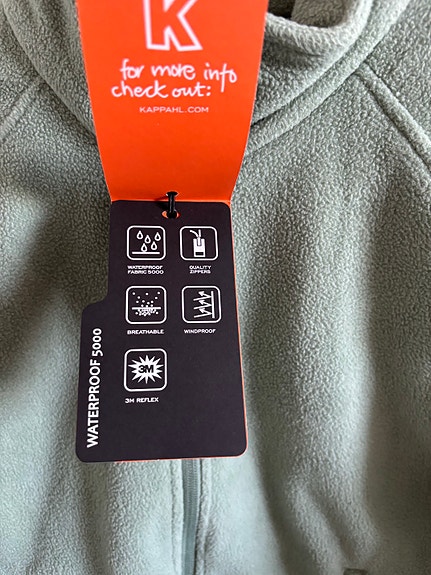 K
for more info
check out:
KAPPAHL.COM
WATERPROOF
FABRIC 5000
QUALITY
ZIPPERS
BREATHABLE
WINDPROOF
3M
3M REFLEX
WATERPROOF 5000